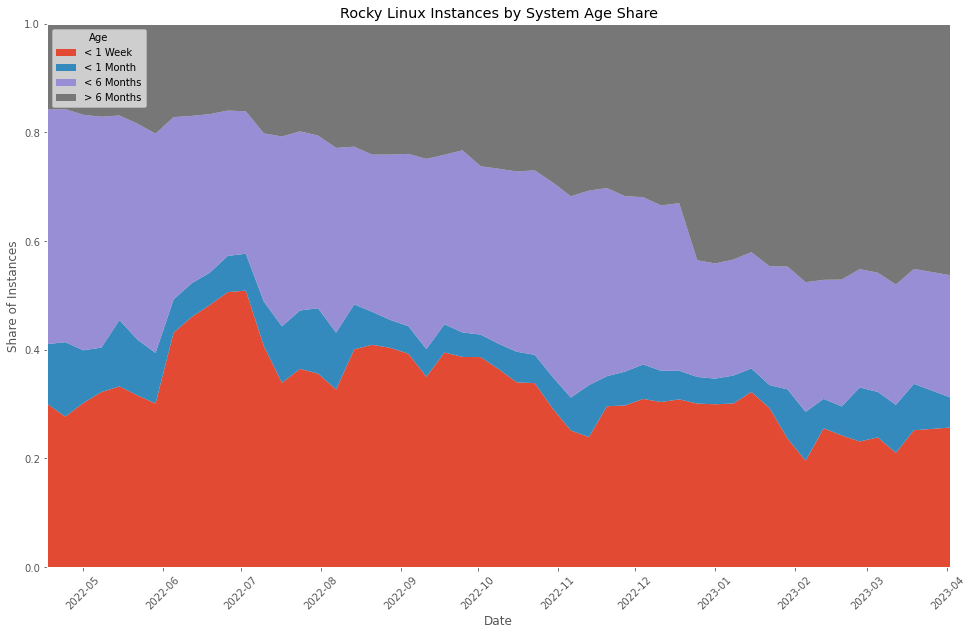 Rocky Linux Instances by System Age Share
Age
< 1 Week
< 1 Month
< 6 Months
> 6 Months
Share of Instances
1.0
0.8
0.6
0.4
0.2
0.0
2022-05
2022-06
2022-07
2022-08
2022-09
2022-10
2022-11
2022-12
2023-01
2023-02
2023-03
2023-04
Date